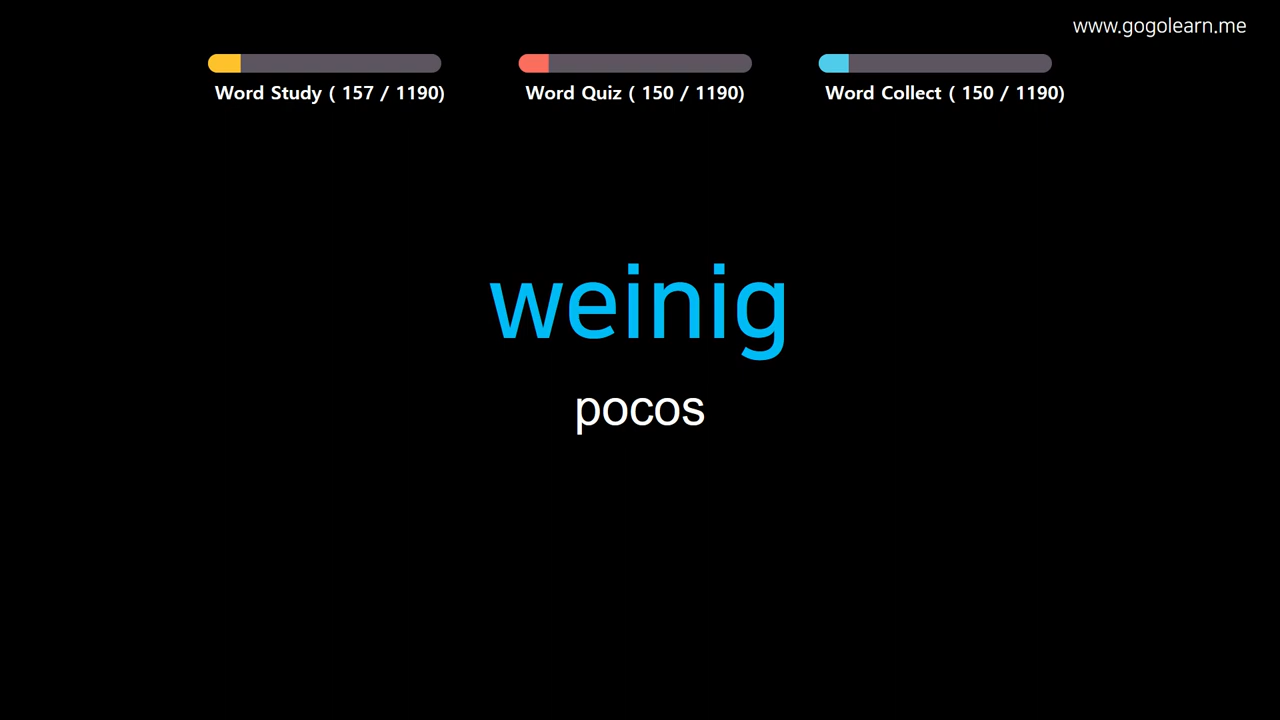 www.gogolearn.me
Word Study ( 157 / 1190)
Word Quiz ( 150 / 1190)
Word Collect ( 150 / 1190)
weinig
pocos